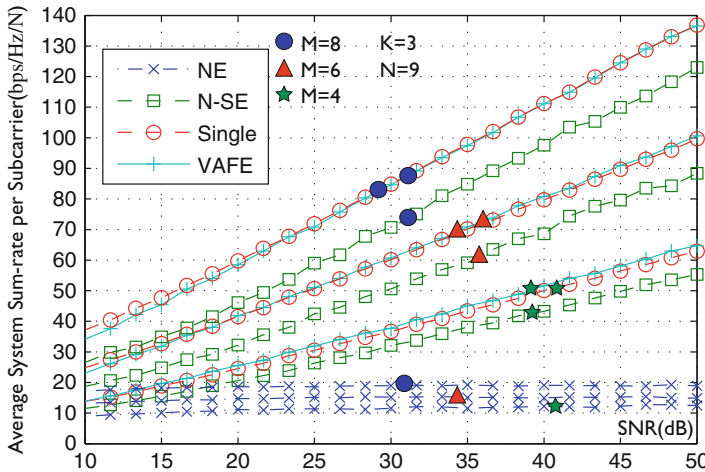 Average System Sum-rate per Subcarrier(bps/Hz/N)
140
130
120
110
100
90
80
70
60
50
40
30
20
10
0
NE
N-SE
Single
VAFE
M=8 K=3
M=6 N=9
M=4
SNR(dB)
10 15 20 25 30 35 40 45 50